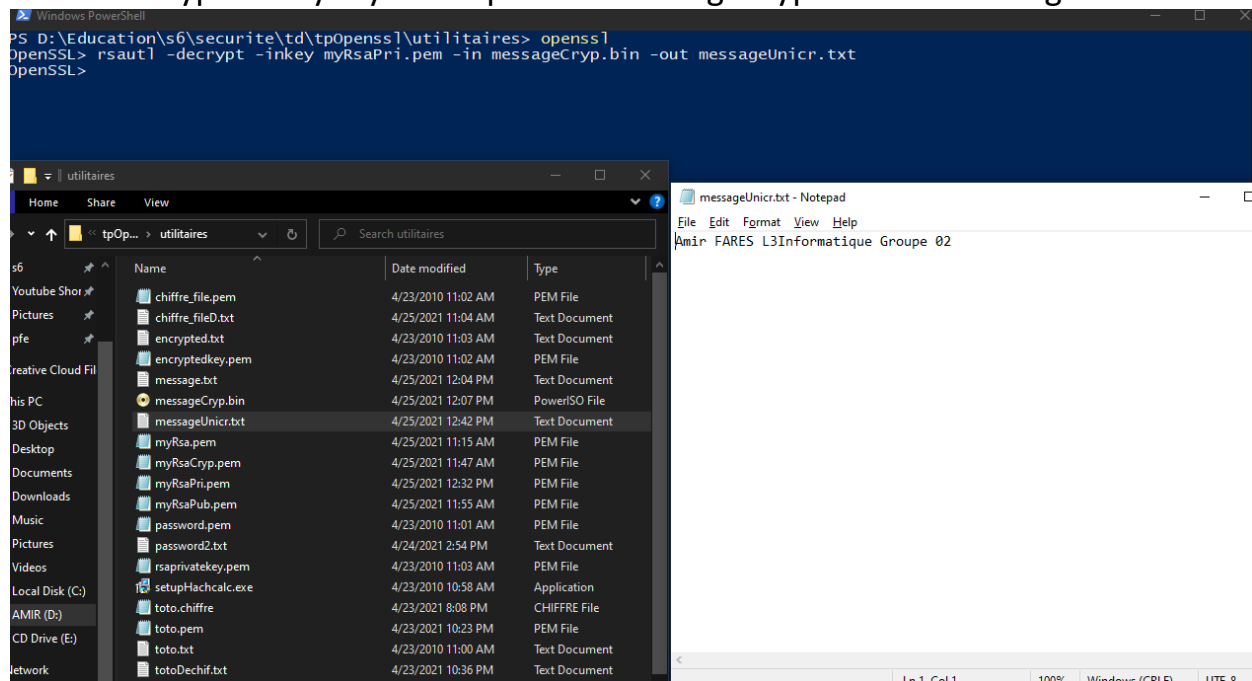 Windows PowerShell
PS D:\Education\s6\securite\td\tpOpenssl\utilitaires> openssl
OpenSSL> rsautl -decrypt -inkey myRsaPri.pem -in messageCryp.bin -out messageUnicr.txt
OpenSSL>
utilitaires
Home Share View
tpOp... > utilitaires Search utilitaires
Name Date modified Type
s6
Youtube Shor
Pictures
pfe
Creative Cloud Fil
This PC
3D Objects
Desktop
Documents
Downloads
Music
Pictures
Videos
Local Disk (C:)
AMIR (D:)
CD Drive (E:)
Network
chiffre_file.pem 4/23/2010 11:02 AM PEM File
chiffre_fileD.txt 4/25/2021 11:04 AM Text Document
encrypted.txt 4/23/2010 11:03 AM Text Document
encryptedkey.pem 4/23/2010 11:02 AM PEM File
message.txt 4/25/2021 12:04 PM Text Document
messageCryp.bin 4/25/2021 12:07 PM PowerISO File
messageUnicr.txt 4/25/2021 12:42 PM Text Document
myRsa.pem 4/25/2021 11:15 AM PEM File
myRsaCryp.pem 4/25/2021 11:47 AM PEM File
myRsaPri.pem 4/25/2021 12:32 PM PEM File
myRsaPub.pem 4/25/2021 11:55 AM PEM File
password.pem 4/23/2010 11:01 AM PEM File
password2.txt 4/24/2021 2:54 PM Text Document
rsaprivatekey.pem 4/23/2010 11:03 AM PEM File
setupHachcalc.exe 4/23/2010 10:58 AM Application
toto.chiffre 4/23/2021 8:08 PM CHIFFRE File
toto.pem 4/23/2021 10:23 PM PEM File
toto.txt 4/23/2010 11:00 AM Text Document
totoDechif.txt 4/23/2021 10:36 PM Text Document
messageUnicr.txt - Notepad
File Edit Format View Help
Amir FARES L3Informatique Groupe 02
Ln 1, Col 1 100% Windows (CRLF) UTF-8